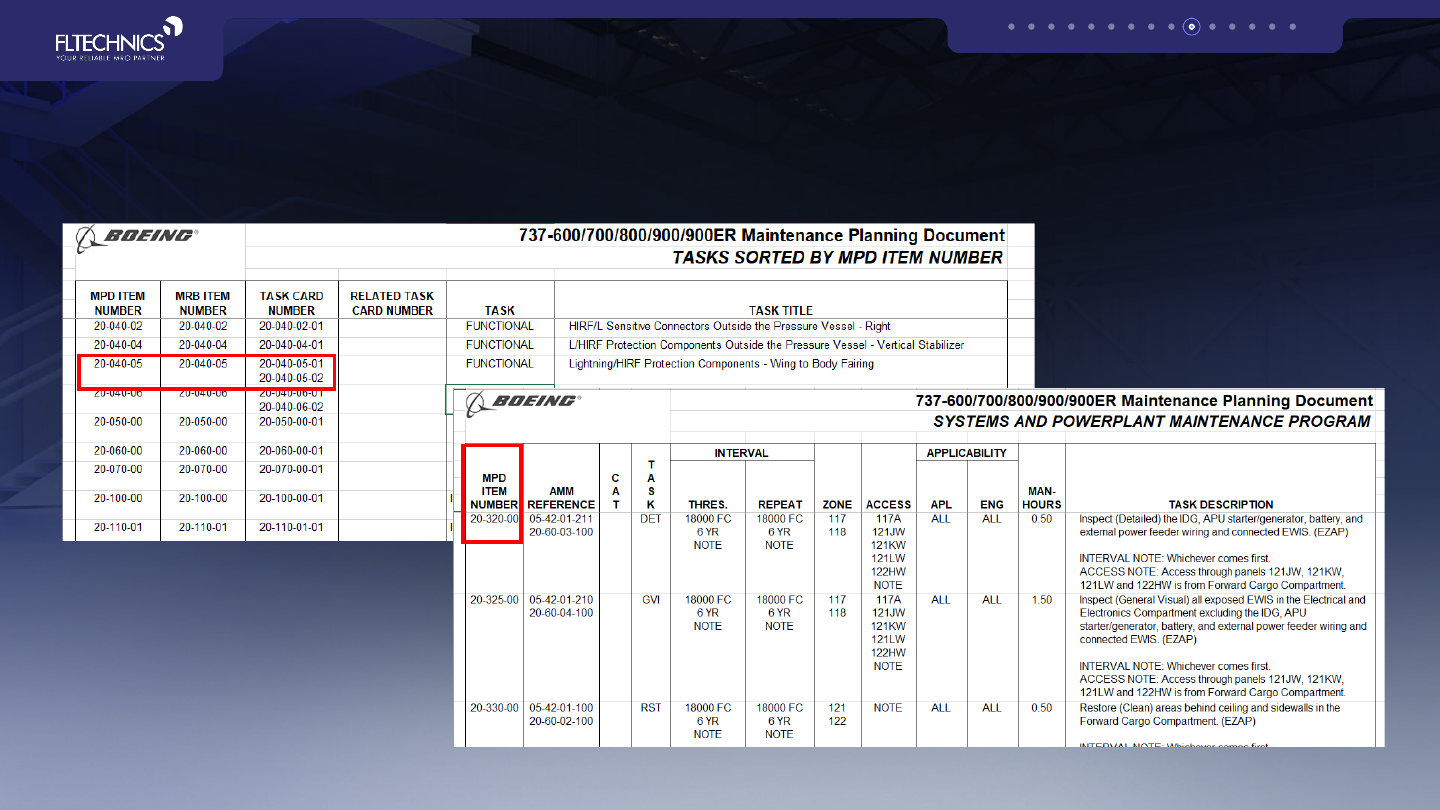 FLTECHNICS
YOUR RELIABLE MRO PARTNER
BOEING®
737-600/700/800/900/900ER Maintenance Planning Document
TASKS SORTED BY MPD ITEM NUMBER
MPD ITEM NUMBER MRB ITEM NUMBER TASK CARD NUMBER RELATED TASK CARD NUMBER TASK TASK TITLE
20-040-02 20-040-02 20-040-02-01 FUNCTIONAL HIRF/L Sensitive Connectors Outside the Pressure Vessel - Right
20-040-04 20-040-04 20-040-04-01 FUNCTIONAL L/HIRF Protection Components Outside the Pressure Vessel - Vertical Stabilizer
20-040-05 20-040-05 20-040-05-01 FUNCTIONAL Lightning/HIRF Protection Components - Wing to Body Fairing
20-040-05-02
20-040-06 20-040-06 20-040-06-01
20-040-06-02
20-050-00 20-050-00 20-050-00-01
20-060-00 20-060-00 20-060-00-01
20-070-00 20-070-00 20-070-00-01
20-100-00 20-100-00 20-100-00-01
20-110-01 20-110-01 20-110-01-01
BOEING®
737-600/700/800/900/900ER Maintenance Planning Document
SYSTEMS AND POWERPLANT MAINTENANCE PROGRAM
INTERVAL APPLICABILITY
MPD ITEM NUMBER AMM REFERENCE CAT TASK THRES. REPEAT ZONE ACCESS APL ENG MAN-HOURS TASK DESCRIPTION
20-320-00 05-42-01-211 DET 18000 FC 18000 FC 117 117A ALL ALL 0.50 Inspect (Detailed) the IDG, APU starter/generator, battery, and
20-60-03-100 6 YR 6 YR 118 121JW external power feeder wiring and connected EWIS. (EZAP)
NOTE NOTE 121KW
121LW INTERVAL NOTE: Whichever comes first.
122HW ACCESS NOTE: Access through panels 121JW, 121KW,
NOTE 121LW and 122HW is from Forward Cargo Compartment.
20-325-00 05-42-01-210 GVI 18000 FC 18000 FC 117 117A ALL ALL 1.50 Inspect (General Visual) all exposed EWIS in the Electrical and
20-60-04-100 6 YR 6 YR 118 121JW Electronics Compartment excluding the IDG, APU
NOTE NOTE 121KW starter/generator, battery, and external power feeder wiring and
121LW connected EWIS. (EZAP)
122HW
NOTE INTERVAL NOTE: Whichever comes first.
ACCESS NOTE: Access through panels 121JW, 121KW,
121LW and 122HW is from Forward Cargo Compartment.
20-330-00 05-42-01-100 RST 18000 FC 18000 FC 121 NOTE ALL ALL 0.50 Restore (Clean) areas behind ceiling and sidewalls in the
20-60-02-100 6 YR 6 YR 122 Forward Cargo Compartment. (EZAP)
NOTE NOTE
INTERVAL NOTE: Whichever comes first.